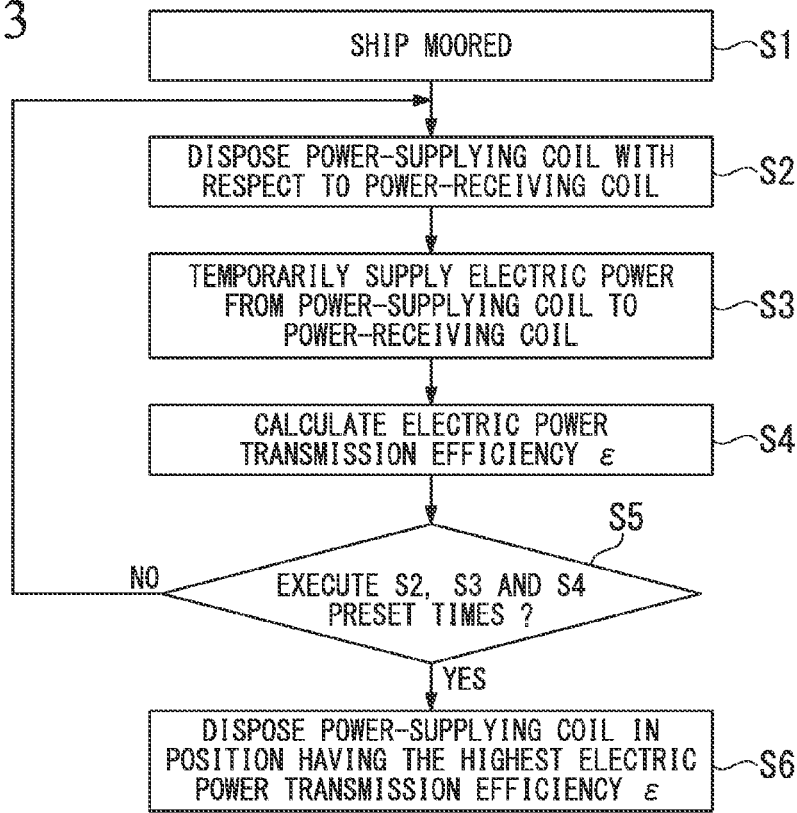 3
SHIP MOORED
S1
DISPOSE POWER-SUPPLYING COIL WITH
RESPECT TO POWER-RECEIVING COIL
S2
TEMPORARILY SUPPLY ELECTRIC POWER
FROM POWER-SUPPLYING COIL TO
POWER-RECEIVING COIL
S3
CALCULATE ELECTRIC POWER
TRANSMISSION EFFICIENCY ε
S4
S5
NO
EXECUTE S2, S3 AND S4
PRESET TIMES ?
YES
DISPOSE POWER-SUPPLYING COIL IN
POSITION HAVING THE HIGHEST ELECTRIC
POWER TRANSMISSION EFFICIENCY ε
S6